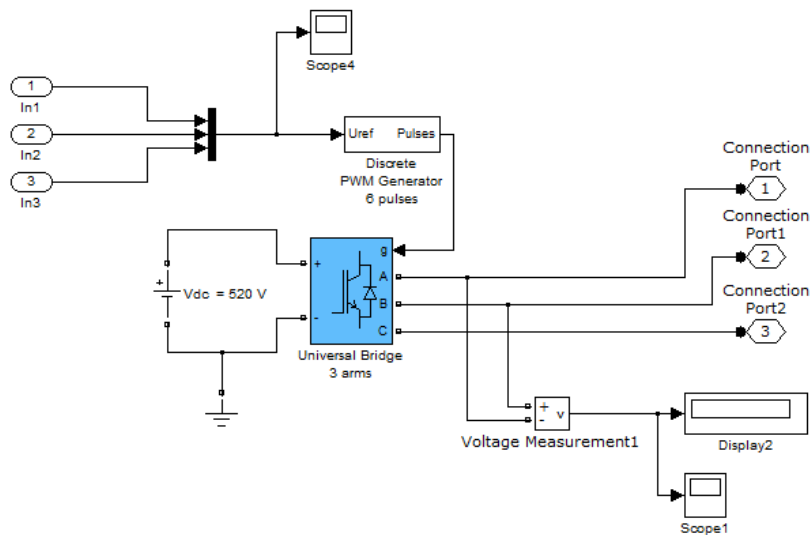 Scope4
1
In1
2
In2
3
In3
Uref Pulses
Discrete
PWM Generator
6 pulses
Connection
Port
1
Connection
Port1
2
Connection
Port2
3
+
Vdc = 520 V
g
+
A
B
-
C
Universal Bridge
3 arms
+
-
v
Voltage Measurement1
Display2
Scope1